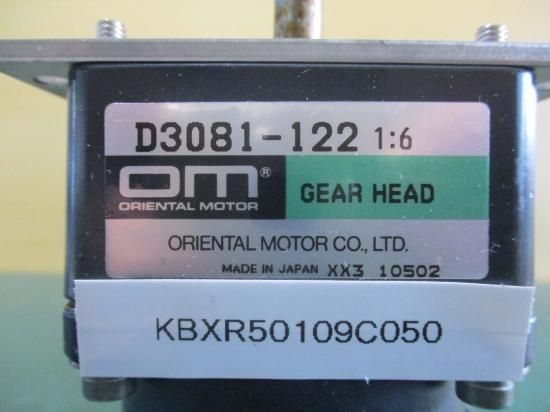 D3081-122 1:6
OM® GEAR HEAD
ORIENTAL MOTOR
ORIENTAL MOTOR CO., LTD.
MADE IN JAPAN XX3 10502
KBXR50109C050